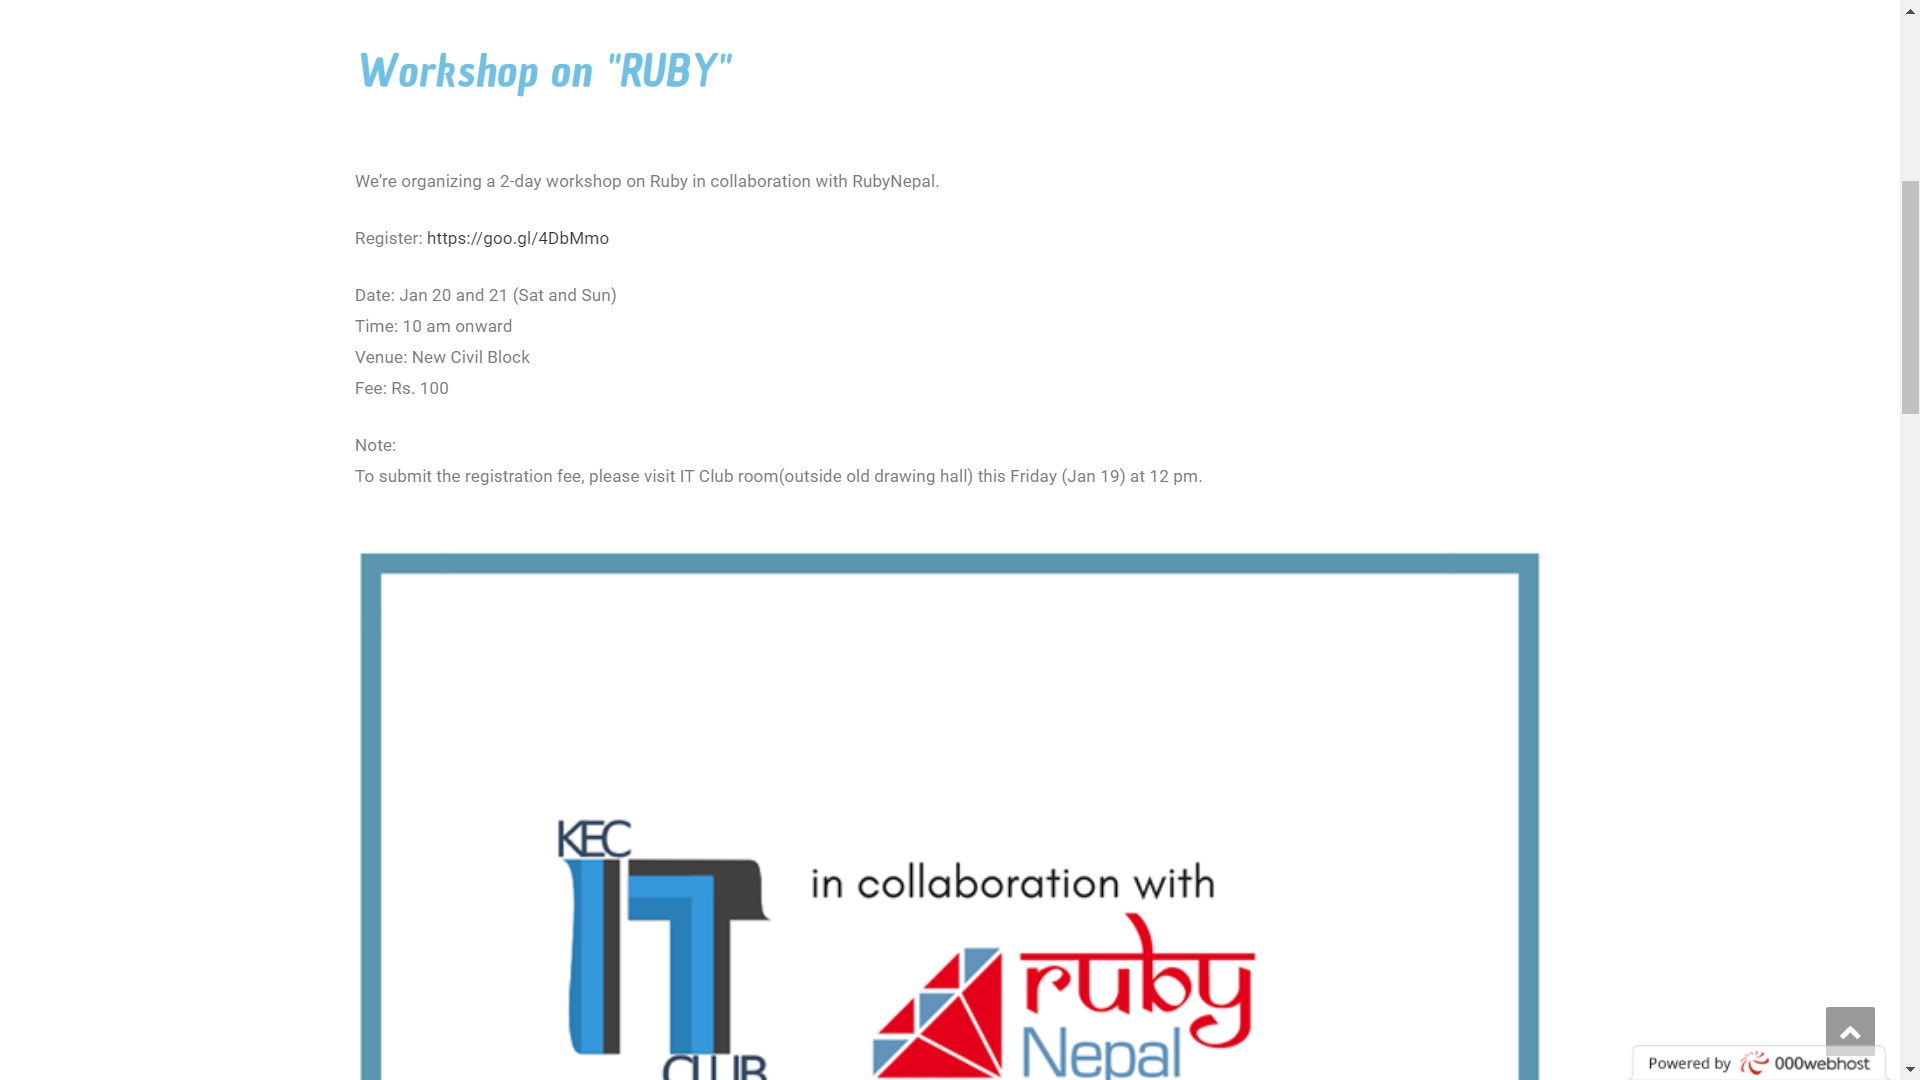 Workshop on "RUBY"
We’re organizing a 2-day workshop on Ruby in collaboration with RubyNepal.
Register: https://goo.gl/4DbMmo
Date: Jan 20 and 21 (Sat and Sun)
Time: 10 am onward
Venue: New Civil Block
Fee: Rs. 100
Note:
To submit the registration fee, please visit IT Club room(outside old drawing hall) this Friday (Jan 19) at 12 pm.
KEC
IT
CLUB
in collaboration with
ruby
Nepal
Powered by 000webhost